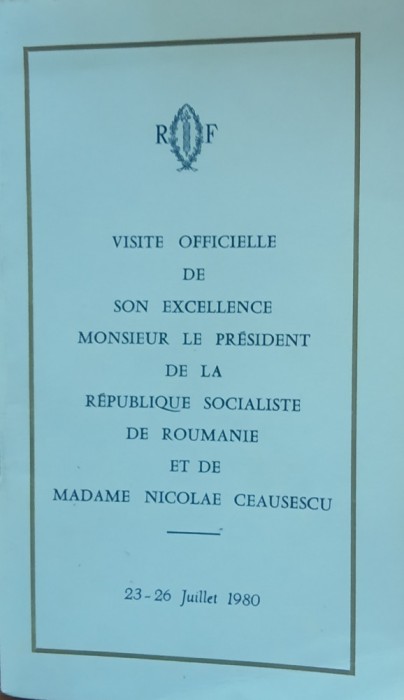 R F
VISITE OFFICIELLE
DE
SON EXCELLENCE
MONSIEUR LE PRÉSIDENT
DE LA
RÉPUBLIQUE SOCIALISTE
DE ROUMANIE
ET DE
MADAME NICOLAE CEAUSESCU
23-26 Juillet 1980